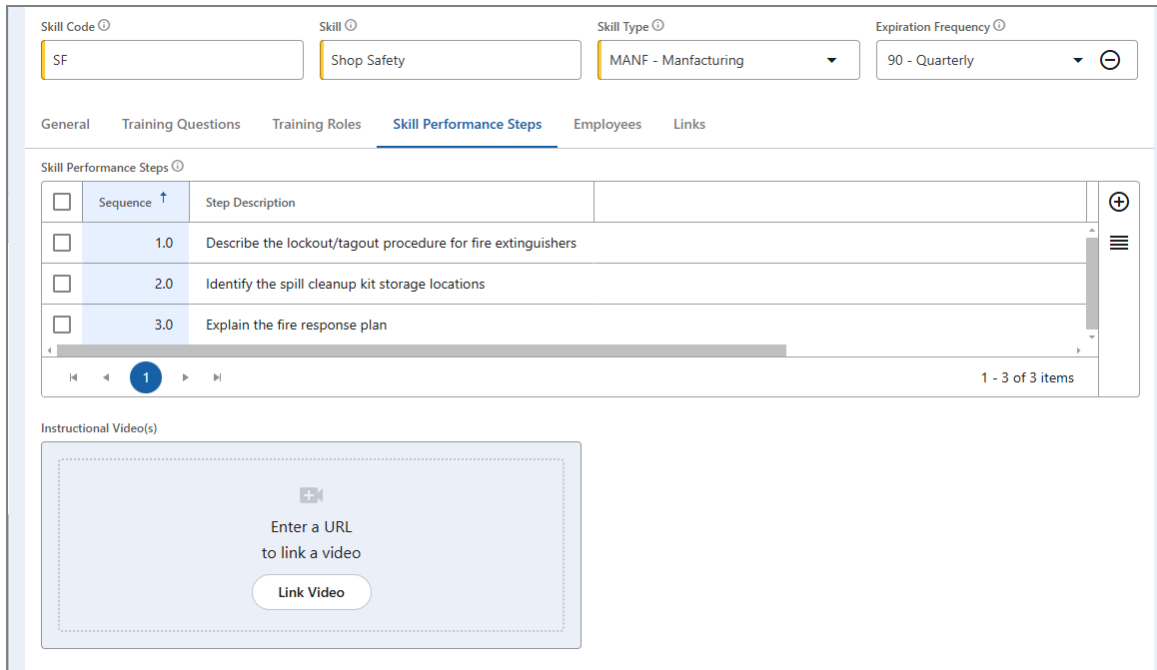 Skill Code Skill Skill Type Expiration Frequency
SF Shop Safety MANF - Manfacturing 90 - Quarterly
General Training Questions Training Roles Skill Performance Steps Employees Links
Skill Performance Steps
Sequence Step Description
1.0 Describe the lockout/tagout procedure for fire extinguishers
2.0 Identify the spill cleanup kit storage locations
3.0 Explain the fire response plan
1 1 - 3 of 3 items
Instructional Video(s)
Enter a URL
to link a video
Link Video